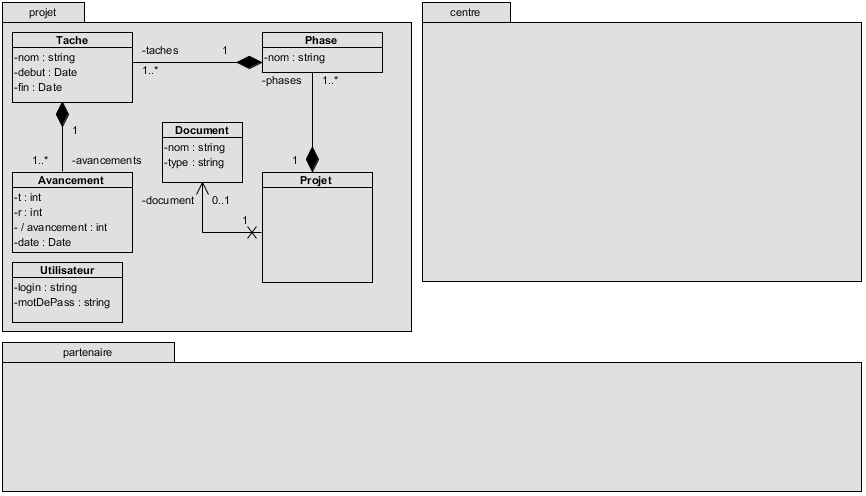 projet
Tache
-nom : string
-debut : Date
-fin : Date
-taches
1
1..*
Phase
-nom : string
-phases
1..*
1
1..*
-avancements
Document
-nom : string
-type : string
1
Projet
-document
0..1
1
Avancement
-t : int
-r : int
- / avancement : int
-date : Date
Utilisateur
-login : string
-motDePass : string
centre
partenaire